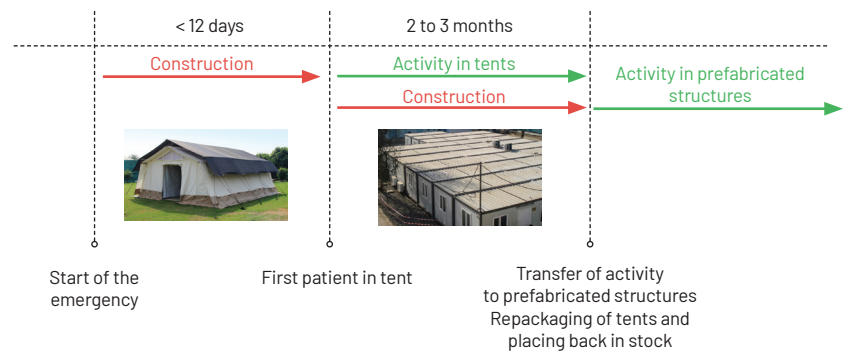 < 12 days
2 to 3 months
Construction
Activity in tents
Construction
Activity in prefabricated
structures
Start of the
emergency
First patient in tent
Transfer of activity
to prefabricated structures
Repackaging of tents and
placing back in stock